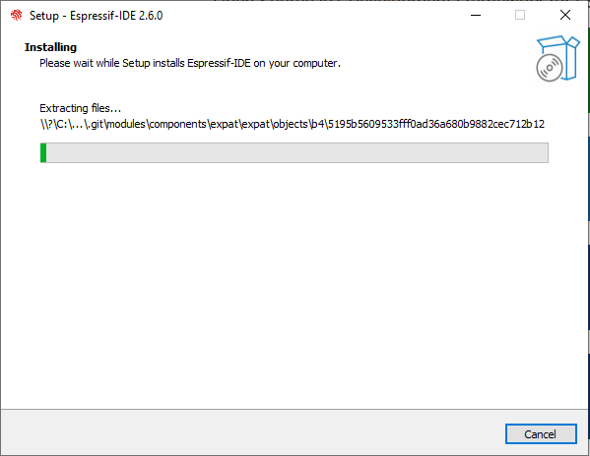 Setup - Espressif-IDE 2.6.0
Installing
Please wait while Setup installs Espressif-IDE on your computer.
Extracting files...
\\?\C:\...\.git\modules\components\expat\expat\objects\b4\5195b5609533fff0ad36a680b9882cec712b12
Cancel